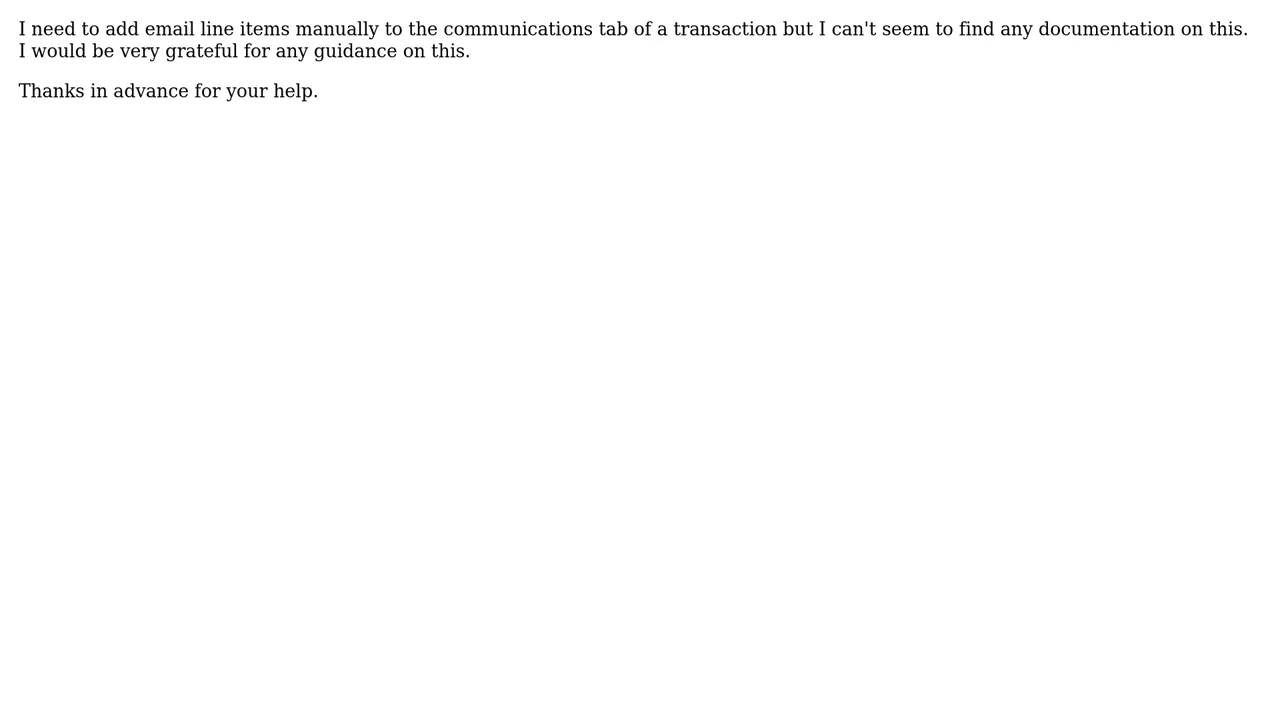 I need to add email line items manually to the communications tab of a transaction but I can't seem to find any documentation on this.
I would be very grateful for any guidance on this.
Thanks in advance for your help.